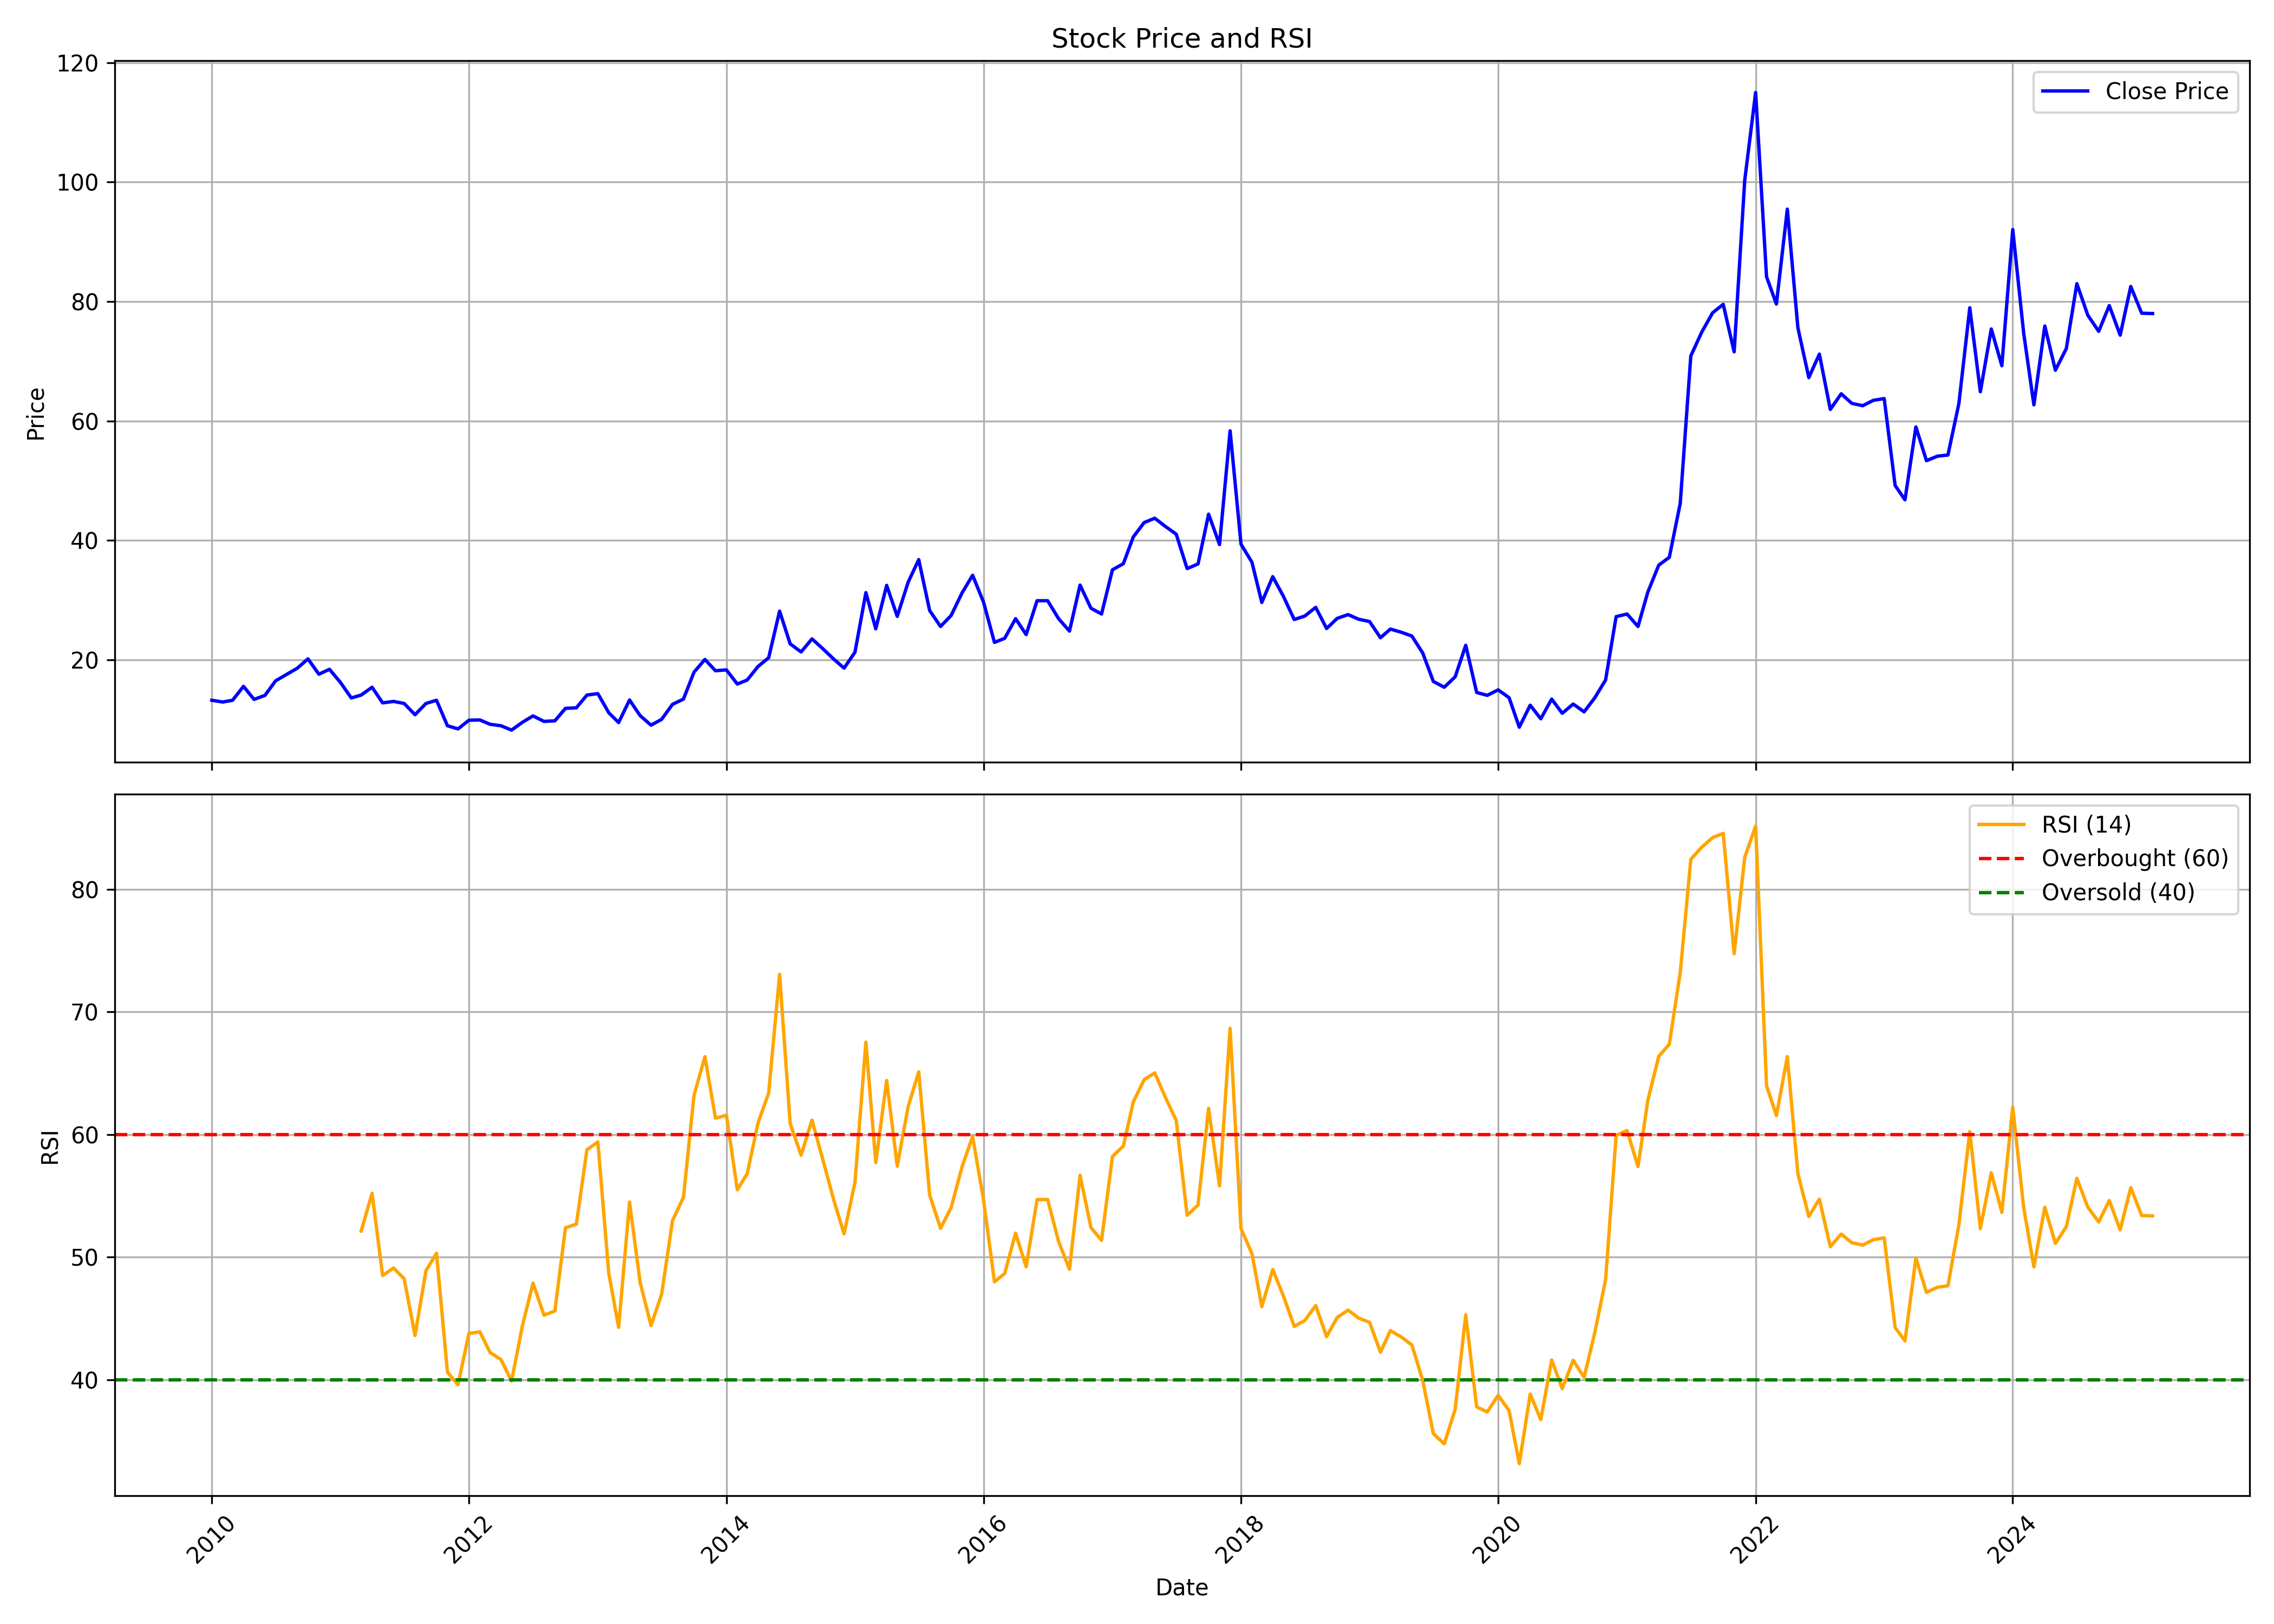 Stock Price and RSI
120
100
80
60
40
20
Price
Close Price
80
70
60
50
40
RSI
RSI (14)
Overbought (60)
Oversold (40)
2010
2012
2014
2016
2018
2020
2022
2024
Date